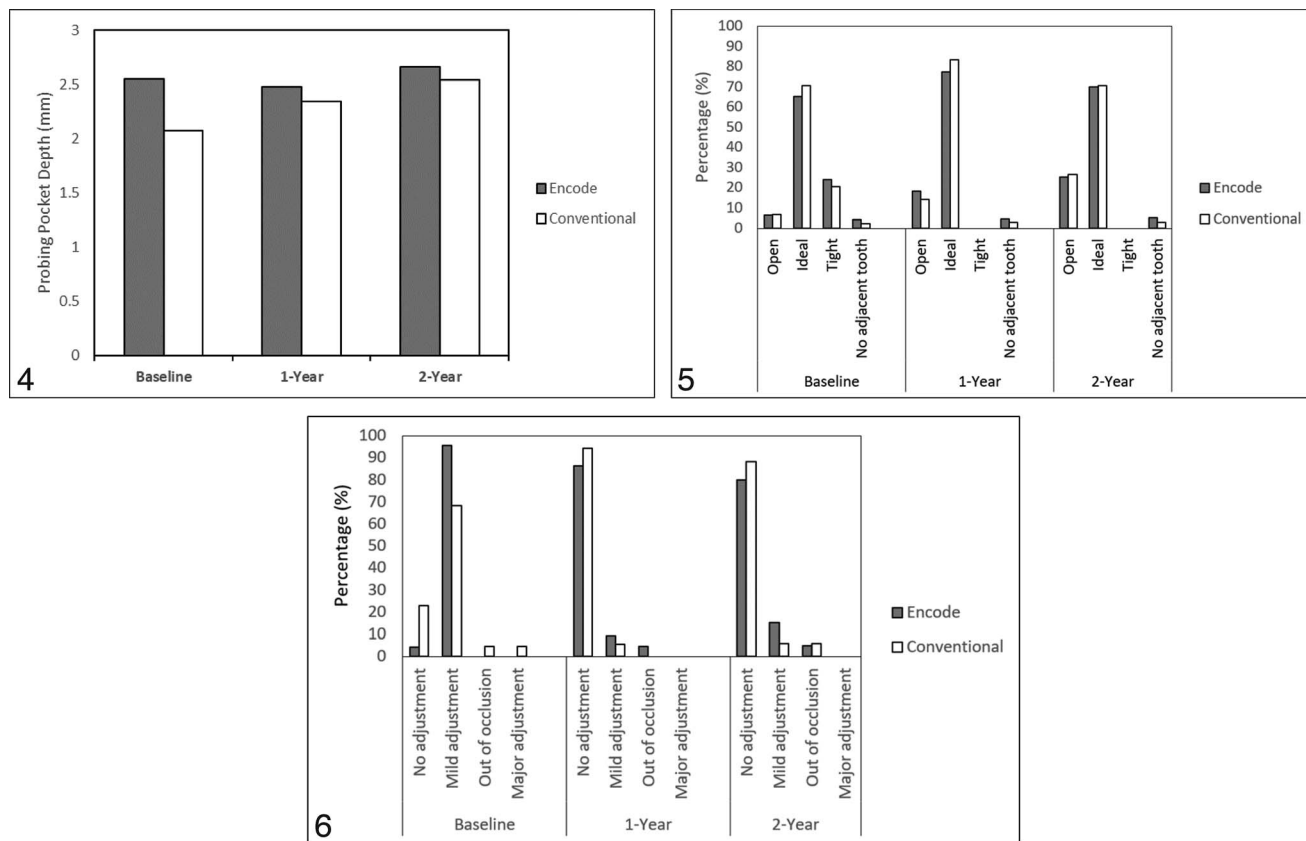 3
2.5
2
1.5
1
0.5
0
Probing Pocket Depth (mm)
Baseline
1-Year
2-Year
Encode
Conventional
4
100
90
80
70
60
50
40
30
20
10
0
Percentage (%)
Open
Ideal
Tight
No adjacent tooth
Open
Ideal
Tight
No adjacent tooth
Open
Ideal
Tight
No adjacent tooth
Baseline
1-Year
2-Year
Encode
Conventional
5
100
90
80
70
60
50
40
30
20
10
0
Percentage (%)
No adjustment
Mild adjustment
Out of occlusion
Major adjustment
No adjustment
Mild adjustment
Out of occlusion
Major adjustment
No adjustment
Mild adjustment
Out of occlusion
Major adjustment
Baseline
1-Year
2-Year
Encode
Conventional
6